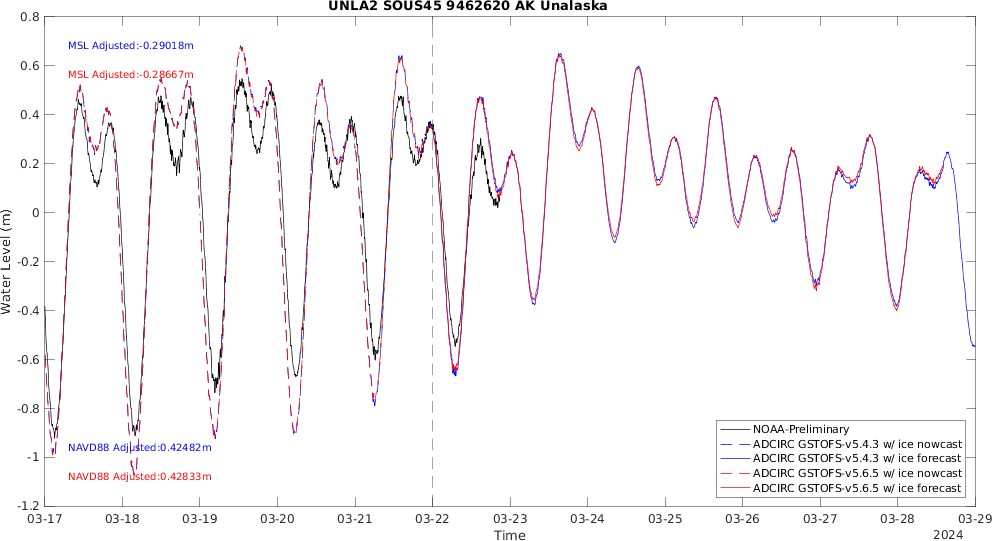 UNLA2 SOUS45 9462620 AK Unalaska
0.8
0.6
0.4
0.2
0
-0.2
-0.4
-0.6
-0.8
-1
-1.2
Water Level (m)
MSL Adjusted:-0.29018m
MSL Adjusted:-0.28667m
NAVD88 Adjusted:0.42482m
NAVD88 Adjusted:0.42833m
NOAA-Preliminary
ADCIRC GSTOFS-v5.4.3 w/ ice nowcast
ADCIRC GSTOFS-v5.4.3 w/ ice forecast
ADCIRC GSTOFS-v5.6.5 w/ ice nowcast
ADCIRC GSTOFS-v5.6.5 w/ ice forecast
03-17 03-18 03-19 03-20 03-21 03-22 03-23 03-24 03-25 03-26 03-27 03-28 03-29
Time
2024